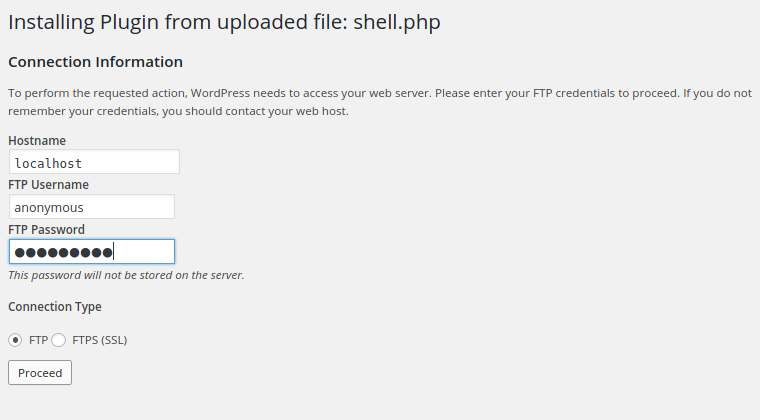 Installing Plugin from uploaded file: shell.php
Connection Information
To perform the requested action, WordPress needs to access your web server. Please enter your FTP credentials to proceed. If you do not
remember your credentials, you should contact your web host.
Hostname
localhost
FTP Username
anonymous
FTP Password
●●●●●●●●●
This password will not be stored on the server.
Connection Type
FTP FTPS (SSL)
Proceed